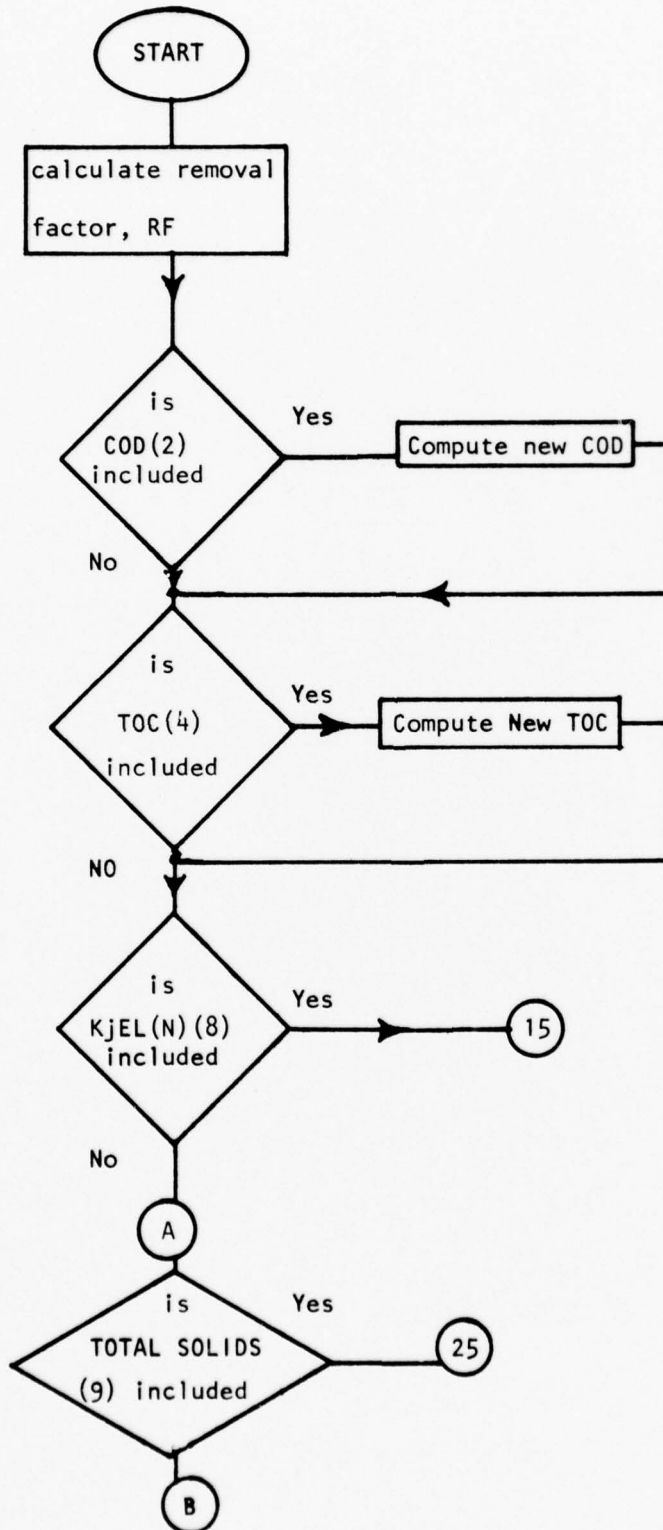 START
calculate removal
factor, RF
is
COD(2)
included
Yes
Compute new COD
No
is
TOC(4)
included
Yes
Compute New TOC
NO
is
KjEL(N)(8)
included
Yes
15
No
A
is
TOTAL SOLIDS
(9) included
Yes
25
B